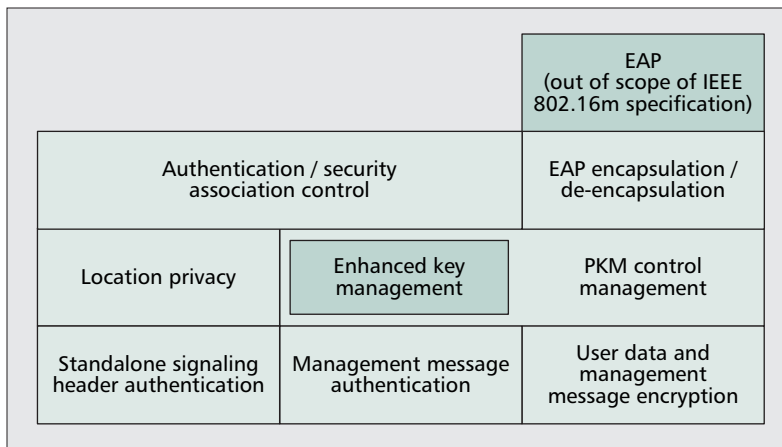 EAP
(out of scope of IEEE
802.16m specification)
Authentication / security
association control
EAP encapsulation /
de-encapsulation
Location privacy
Enhanced key
management
PKM control
management
Standalone signaling
header authentication
Management message
authentication
User data and
management
message encryption